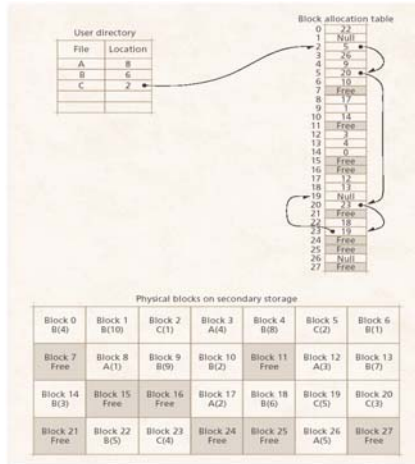 User directory
File Location
A 8
B 6
C 2
Block allocation table
0 22
1 Null
2 5
3 26
4 9
5 20
6 10
7 Free
8 17
9 1
10 14
11 Free
12 3
13 4
14 0
15 Free
16 Free
17 12
18 13
19 Null
20 23
21 Free
22 18
23 19
24 Free
25 Free
26 Null
27 Free
Physical blocks on secondary storage
Block 0 Block 1 Block 2 Block 3 Block 4 Block 5 Block 6
B(4) B(10) C(1) A(4) B(8) C(2) B(1)
Block 7 Block 8 Block 9 Block 10 Block 11 Block 12 Block 13
Free A(1) B(9) B(2) Free A(3) B(7)
Block 14 Block 15 Block 16 Block 17 Block 18 Block 19 Block 20
B(3) Free Free A(2) B(6) C(5) C(3)
Block 21 Block 22 Block 23 Block 24 Block 25 Block 26 Block 27
Free B(5) C(4) Free Free A(5) Free